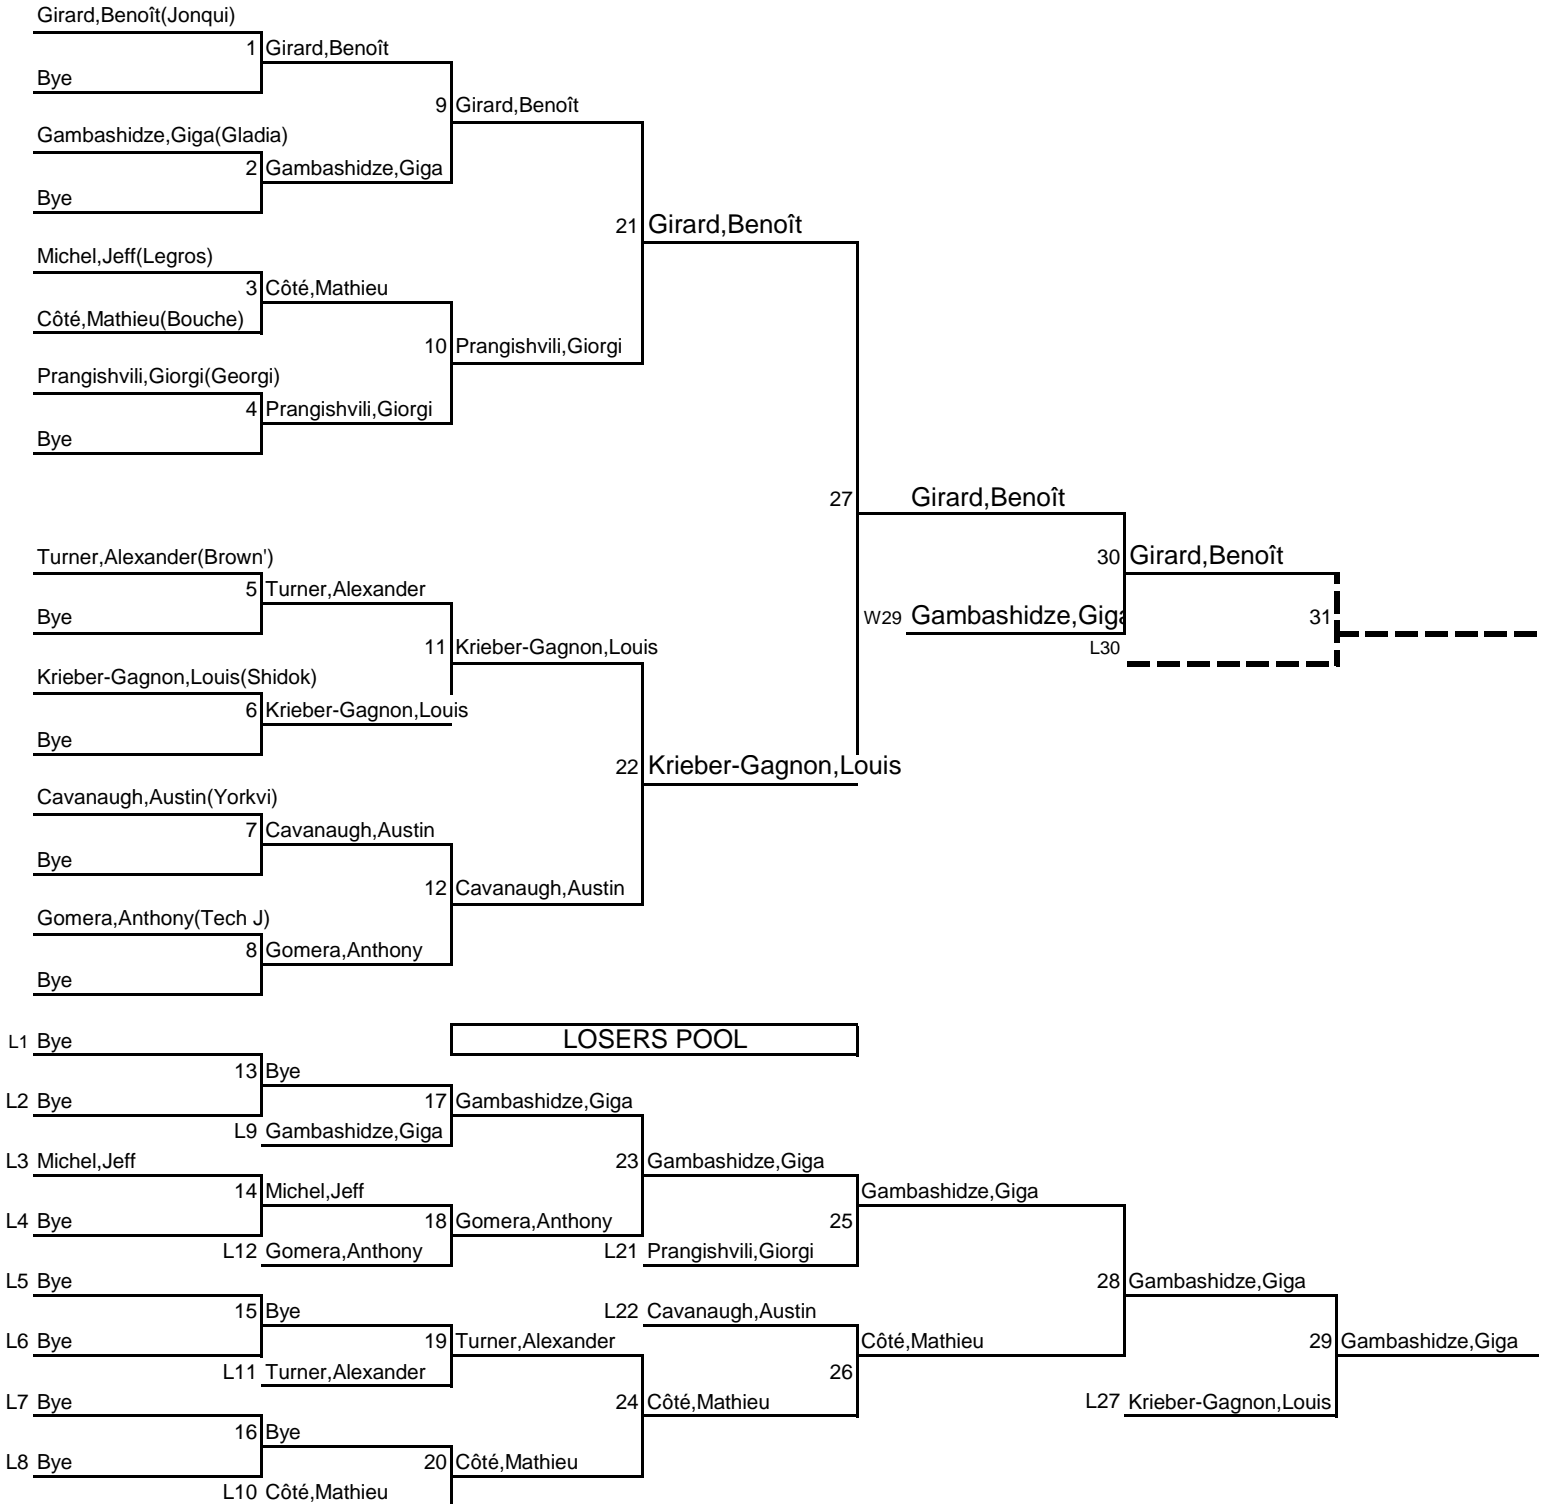 Girard,Benoît(Jonqui)
1 Girard,Benoît
Bye
9 Girard,Benoît
Gambashidze,Giga(Gladia)
2 Gambashidze,Giga
Bye
21 Girard,Benoît
Michel,Jeff(Legros)
3 Côté,Mathieu
Côté,Mathieu(Bouche)
10 Prangishvili,Giorgi
Prangishvili,Giorgi(Georgi)
4 Prangishvili,Giorgi
Bye
27 Girard,Benoît
Turner,Alexander(Brown')
30 Girard,Benoît
5 Turner,Alexander
Bye
W29 Gambashidze,Giga
31
11 Krieber-Gagnon,Louis
L30
Krieber-Gagnon,Louis(Shidok)
6 Krieber-Gagnon,Louis
Bye
22 Krieber-Gagnon,Louis
Cavanaugh,Austin(Yorkvi)
7 Cavanaugh,Austin
Bye
12 Cavanaugh,Austin
Gomera,Anthony(Tech J)
8 Gomera,Anthony
Bye
LOSERS POOL
L1 Bye
13 Bye
L2 Bye
17 Gambashidze,Giga
L9 Gambashidze,Giga
L3 Michel,Jeff
23 Gambashidze,Giga
14 Michel,Jeff
Gambashidze,Giga
L4 Bye
18 Gomera,Anthony
25
L12 Gomera,Anthony
L21 Prangishvili,Giorgi
L5 Bye
28 Gambashidze,Giga
15 Bye
L22 Cavanaugh,Austin
L6 Bye
19 Turner,Alexander
Côté,Mathieu
29 Gambashidze,Giga
L11 Turner,Alexander
26
L7 Bye
24 Côté,Mathieu
L27 Krieber-Gagnon,Louis
16 Bye
L8 Bye
20 Côté,Mathieu
L10 Côté,Mathieu